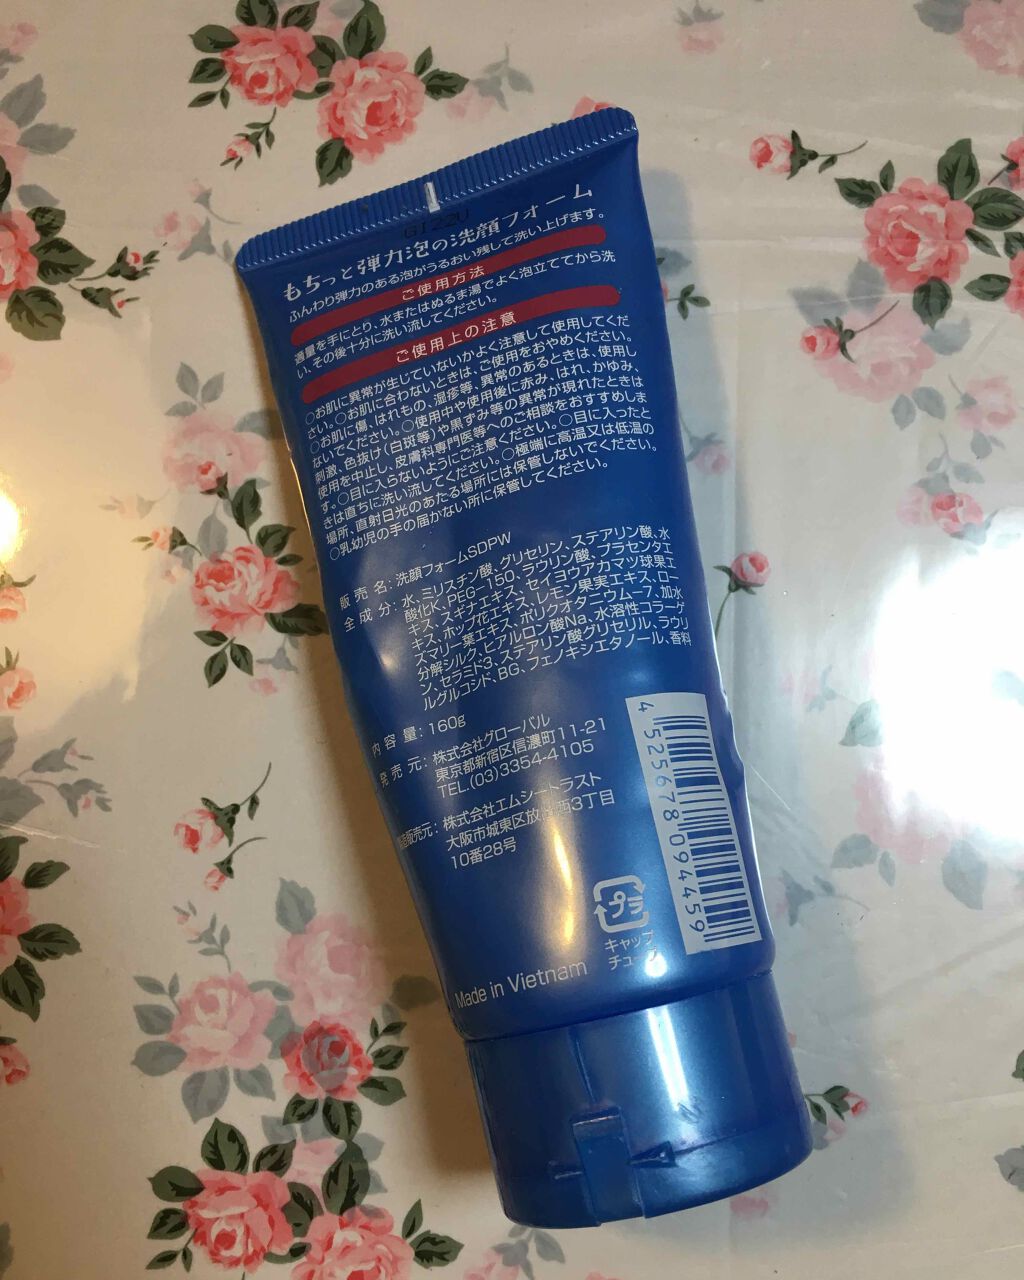 GI22U
もちっと弾力泡の洗顔フォーム
ふんわり弾力のある泡がうるおい残して洗い上げます。
ご使用方法
適量を手にとり、水またはぬるま湯でよく泡立ててから洗
い、その後十分に洗い流してください。
ご使用上の注意
○お肌に異常が生じていないかよく注意して使用してくだ
さい。○お肌に合わないときは、ご使用をおやめください。
○お肌に傷、はれもの、湿疹等、異常のあるときは、使用し
ないでください。○使用中や使用後に赤み、はれ、かゆみ、
刺激、色抜け(白斑等)や黒ずみ等の異常が現れたときは
使用を中止し、皮膚科専門医等へのご相談をおすすめしま
す。○目に入らないようにご注意ください。○目に入ったと
きは直ちに洗い流してください。○極端に高温又は低温の
場所、直射日光のあたる場所には保管しないでください。
○乳幼児の手の届かない所に保管してください。
販売名:洗顔フォームSDPW
全成分:水、ミリスチン酸、グリセリン、ステアリン酸、水
酸化K、PEG-150、ラウリン酸、プラセンタエ
キス、スギナエキス、セイヨウアカマツ球果エ
キス、ホップ花エキス、レモン果実エキス、ロー
ズマリー葉エキス、ポリクオタニウム-7、加水
分解シルク、ヒアルロン酸Na、水溶性コラーゲ
ン、セラミド3、ステアリン酸グリセリル、ラウリ
ルグルコシド、BG、フェノキシエタノール、香料
内容量:160g
発売元:株式会社グローバル
東京都新宿区信濃町11-21
TEL.(03)3354-4105
販売元:株式会社エムシートラスト
大阪市城東区放出西3丁目
10番28号
4525678094459
プラ
キャップ
チューブ
Made in Vietnam